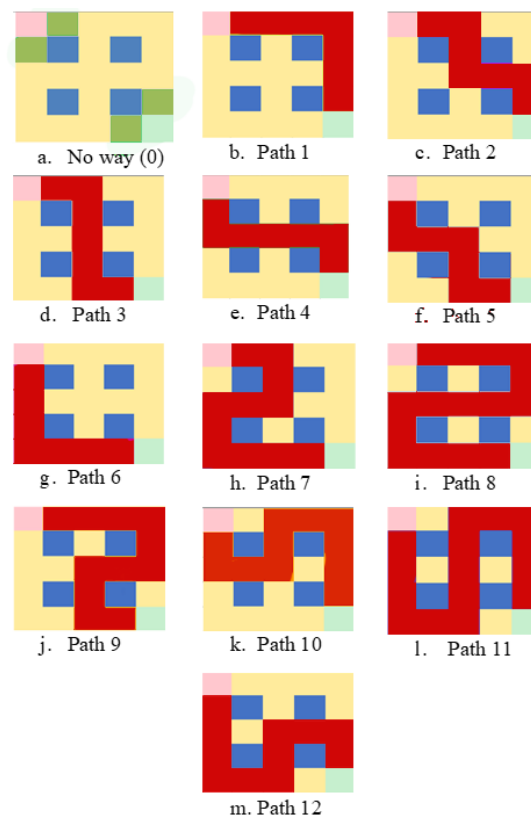 a. No way (0)
b. Path 1
c. Path 2
d. Path 3
e. Path 4
f. Path 5
g. Path 6
h. Path 7
i. Path 8
j. Path 9
k. Path 10
l. Path 11
m. Path 12